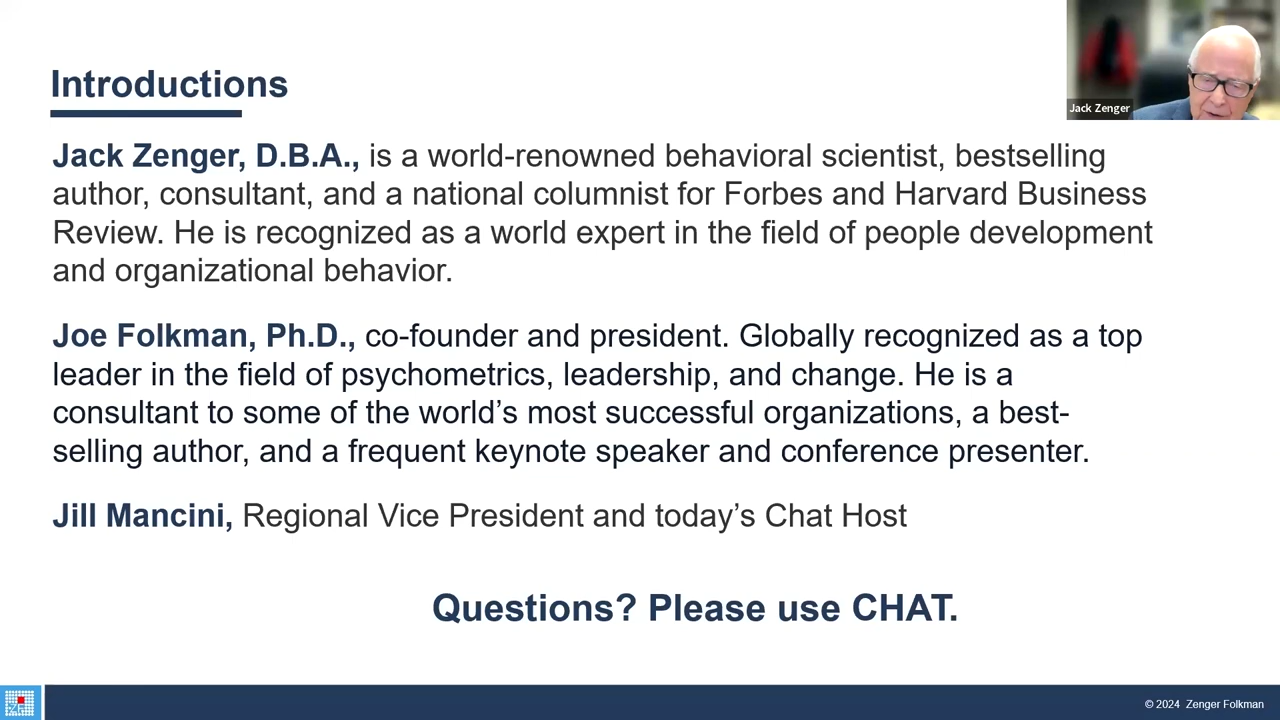 Introductions
Jack Zenger
Jack Zenger, D.B.A., is a world-renowned behavioral scientist, bestselling
author, consultant, and a national columnist for Forbes and Harvard Business
Review. He is recognized as a world expert in the field of people development
and organizational behavior.
Joe Folkman, Ph.D., co-founder and president. Globally recognized as a top
leader in the field of psychometrics, leadership, and change. He is a
consultant to some of the world’s most successful organizations, a best-
selling author, and a frequent keynote speaker and conference presenter.
Jill Mancini, Regional Vice President and today’s Chat Host
Questions? Please use CHAT.
© 2024 Zenger Folkman